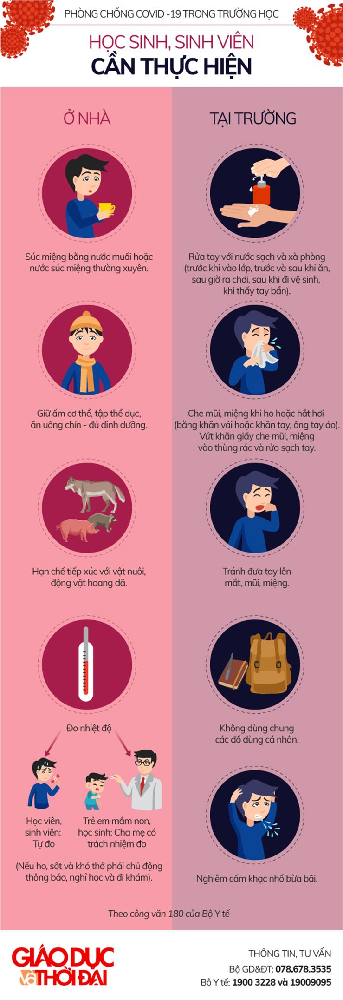 PHÒNG CHỐNG COVID -19 TRONG TRƯỜNG HỌC
HỌC SINH, SINH VIÊN
CẦN THỰC HIỆN
Ở NHÀ
Súc miệng bằng nước muối hoặc
nước súc miệng thường xuyên.
Giữ ấm cơ thể, tập thể dục,
ăn uống chín - đủ dinh dưỡng.
Hạn chế tiếp xúc với vật nuôi,
động vật hoang dã.
Đo nhiệt độ
Học viên,
sinh viên:
Tự đo
Trẻ em mầm non,
học sinh: Cha mẹ có
trách nhiệm đo
(Nếu ho, sốt và khó thở phải chủ động
thông báo, nghỉ học và đi khám).
TẠI TRƯỜNG
Rửa tay với nước sạch và xà phòng
(trước khi vào lớp, trước và sau khi ăn,
sau giờ ra chơi, sau khi đi vệ sinh,
khi thấy tay bẩn).
Che mũi, miệng khi ho hoặc hắt hơi
(bằng khăn vải hoặc khăn tay, ống tay áo).
Vứt khăn giấy che mũi, miệng
vào thùng rác và rửa sạch tay.
Tránh đưa tay lên
mắt, mũi, miệng.
Không dùng chung
các đồ dùng cá nhân.
Nghiêm cấm khạc nhổ bừa bãi.
Theo công văn 180 của Bộ Y tế
GIÁO DỤC
và THỜI ĐẠI
THÔNG TIN, TƯ VẤN
Bộ GD&ĐT: 078.678.3535
Bộ Y tế: 1900 3228 và 19009095